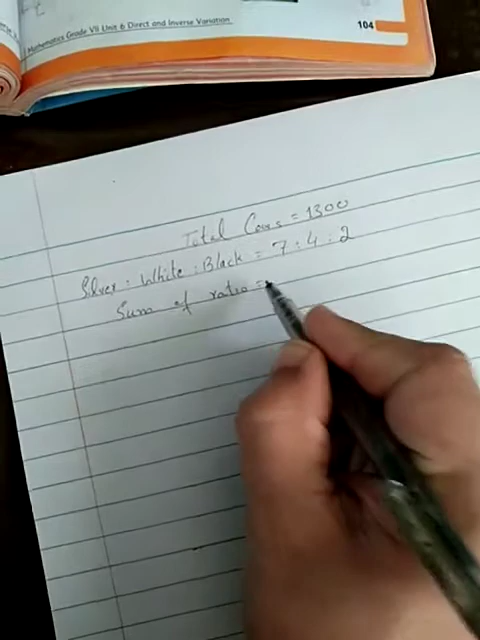 Mathematics Grade VII Unit 6 Direct and Inverse Variation
104
Total Cars = 1300
Silver : White : Black = 7 : 4 : 2
Sum of ratio =